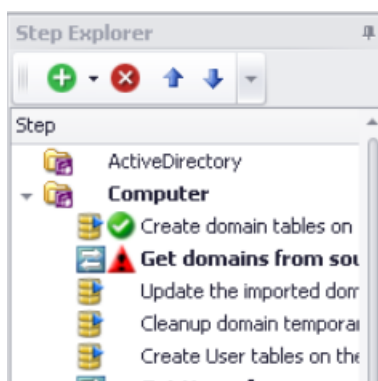 Step Explorer
Step
ActiveDirectory
Computer
Create domain tables on
Get domains from sou
Update the imported dom
Cleanup domain temporar
Create User tables on the